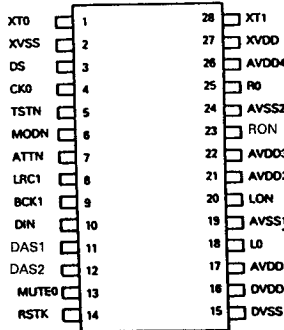 XT0 1 28 XT1
XVSS 2 27 XVDD
DS 3 26 AVDD4
CK0 4 25 R0
TSTN 5 24 AVSS2
MODN 6 23 RON
ATTN 7 22 AVDD3
LRC1 8 21 AVDD2
BCK1 9 20 LON
DIN 10 19 AVSS1
DAS1 11 18 L0
DAS2 12 17 AVDD
MUTE0 13 16 DVDD
RSTK 14 15 DVSS